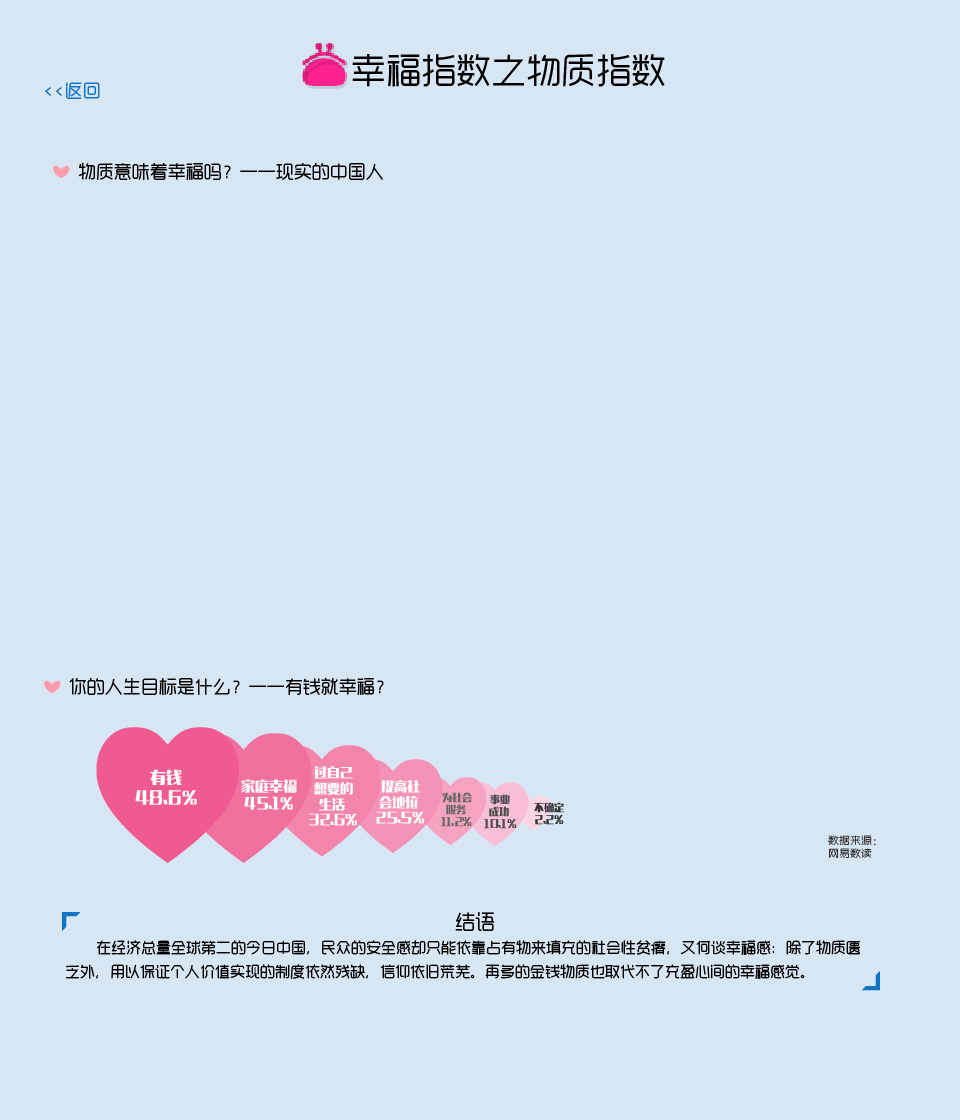 幸福指数之物质指数
<<返回
物质意味着幸福吗？——现实的中国人
你的人生目标是什么？——有钱就幸福？
有钱
48.6%
家庭幸福
45.1%
过自己
想要的
生活
32.6%
提高社
会地位
25.5%
为社会
服务
11.2%
事业
成功
10.1%
不确定
2.2%
数据来源：
网易数读
结语
在经济总量全球第二的今日中国，民众的安全感却只能依靠占有物来填充的社会性贫瘠，又何谈幸福感：除了物质匮
乏外，用以保证个人价值实现的制度依然残缺，信仰依旧荒芜。再多的金钱物质也取代不了充盈心间的幸福感觉。